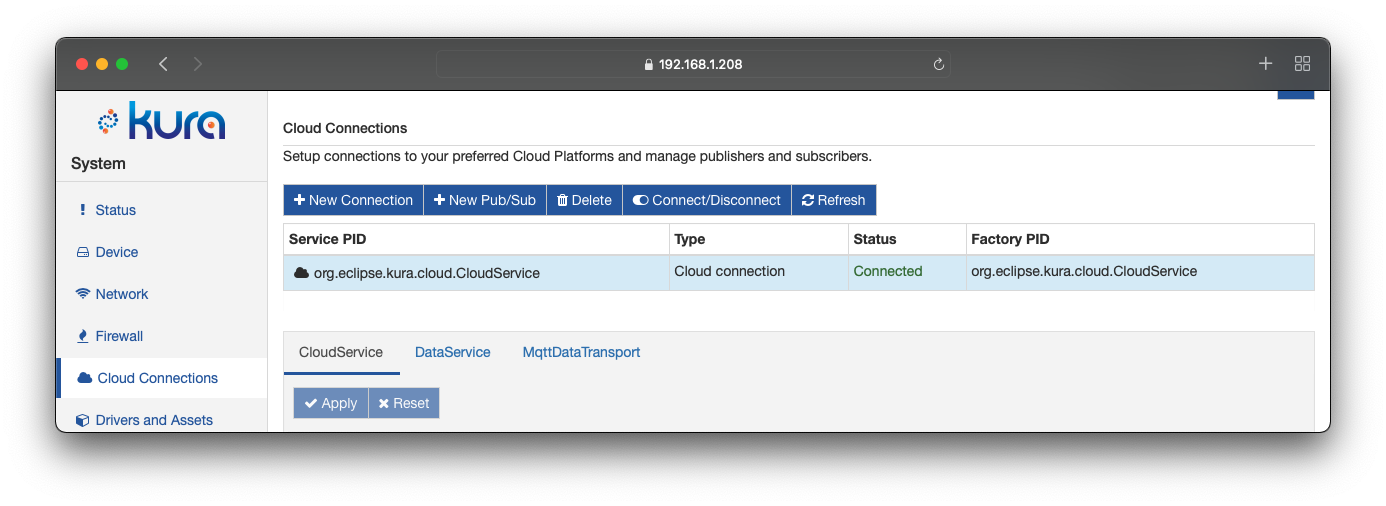 192.168.1.208
kura
System
Status
Device
Network
Firewall
Cloud Connections
Drivers and Assets
Cloud Connections
Setup connections to your preferred Cloud Platforms and manage publishers and subscribers.
New Connection New Pub/Sub Delete Connect/Disconnect Refresh
Service PID Type Status Factory PID
org.eclipse.kura.cloud.CloudService Cloud connection Connected org.eclipse.kura.cloud.CloudService
CloudService DataService MqttDataTransport
Apply Reset